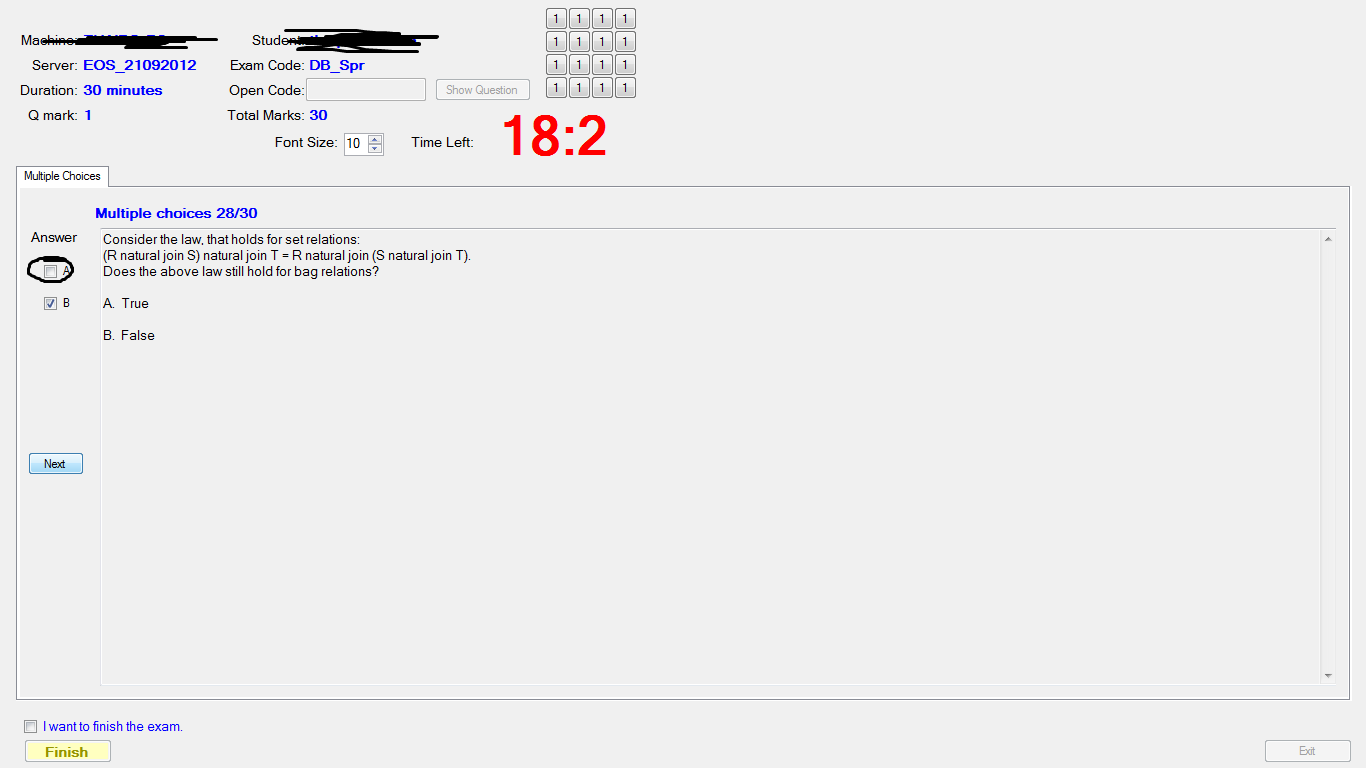 1 1 1 1
Machine:
Student:
1 1 1 1
Server: EOS_21092012 Exam Code: DB_Spr
1 1 1 1
Duration: 30 minutes Open Code: Show Question
1 1 1 1
Q mark: 1 Total Marks: 30
Font Size: 10 Time Left: 18:2
Multiple Choices
Multiple choices 28/30
Answer
Consider the law, that holds for set relations:
(R natural join S) natural join T = R natural join (S natural join T).
A
Does the above law still hold for bag relations?
B
A. True
B. False
Next
I want to finish the exam.
Finish
Exit